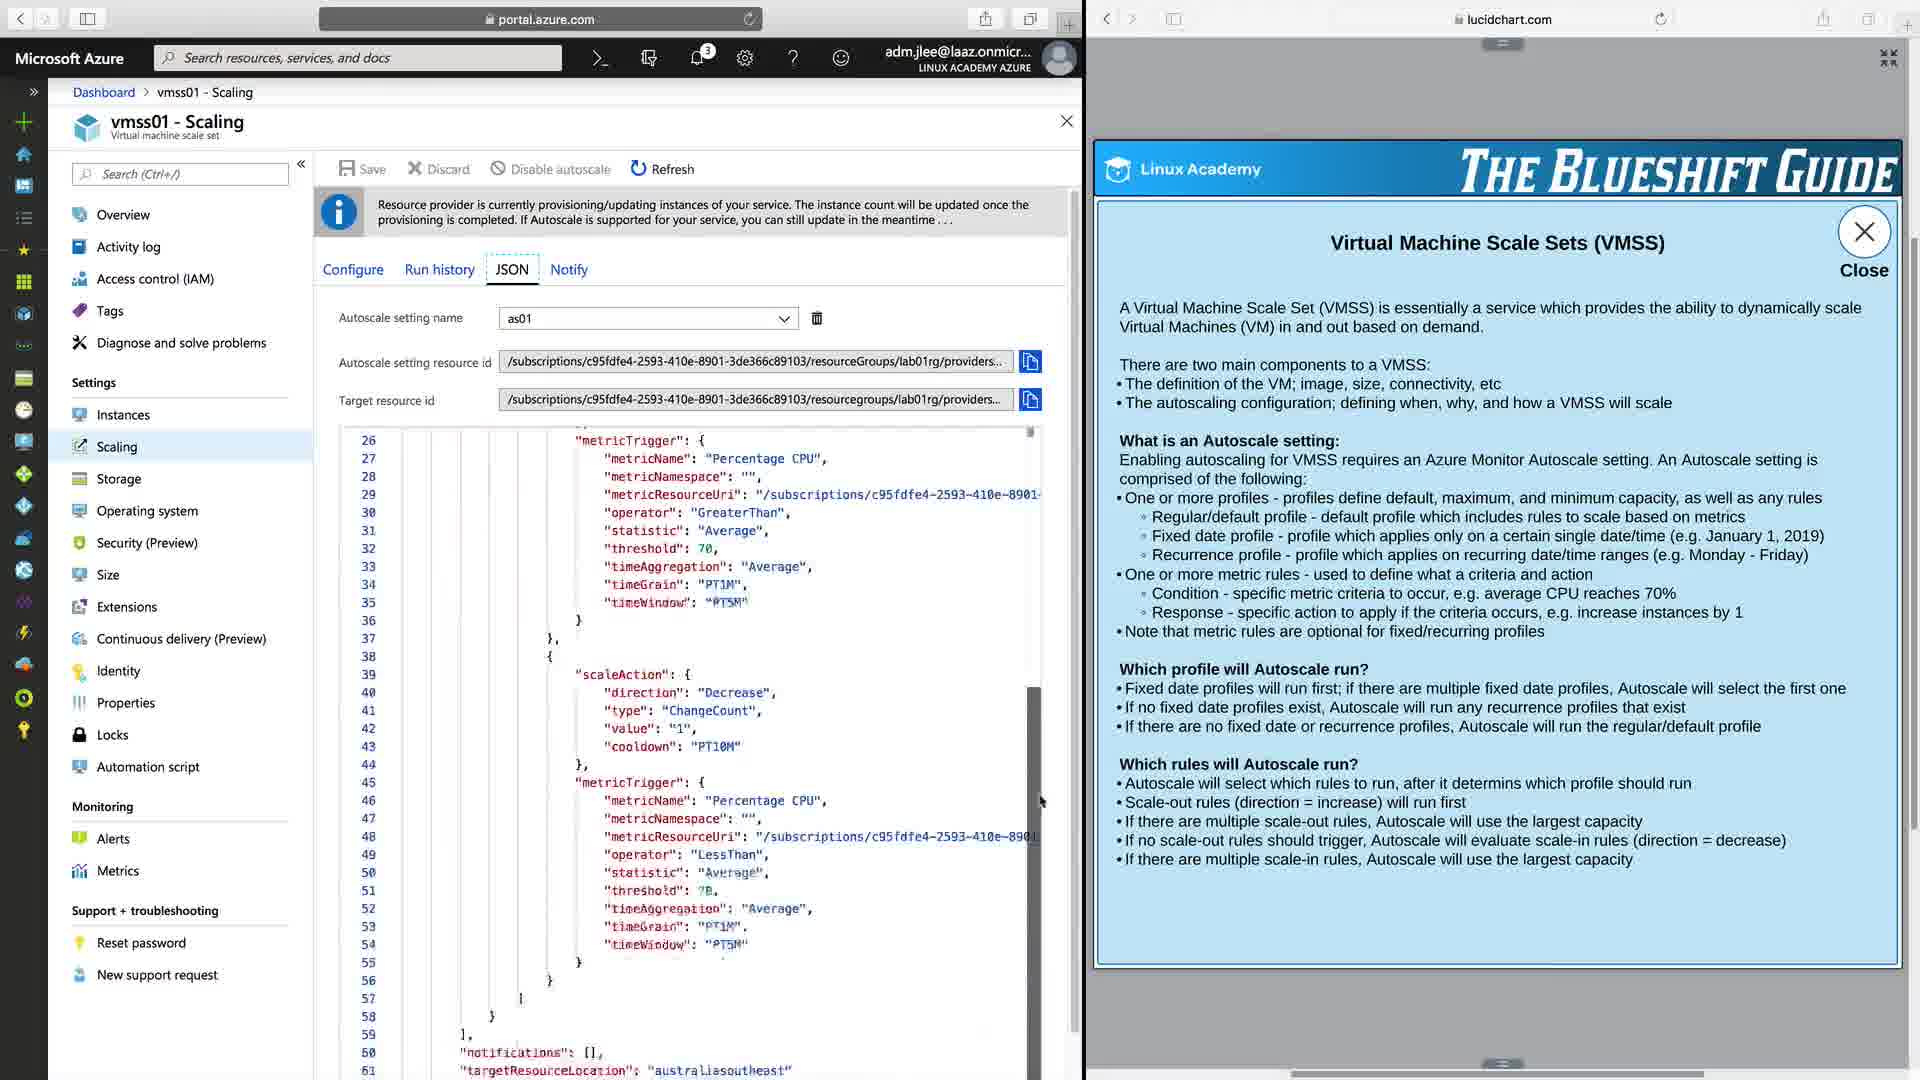 portal.azure.com
Microsoft Azure
Search resources, services, and docs
3
adm.jlee@laaz.onmicr...
LINUX ACADEMY AZURE
Dashboard > vmss01 - Scaling
vmss01 - Scaling
Virtual machine scale set
Search (Ctrl+/)
Overview
Activity log
Access control (IAM)
Tags
Diagnose and solve problems
Settings
Instances
Scaling
Storage
Operating system
Security (Preview)
Size
Extensions
Continuous delivery (Preview)
Identity
Properties
Locks
Automation script
Monitoring
Alerts
Metrics
Support + troubleshooting
Reset password
New support request
Save Discard Disable autoscale Refresh
Resource provider is currently provisioning/updating instances of your service. The instance count will be updated once the
provisioning is completed. If Autoscale is supported for your service, you can still update in the meantime . . .
Configure Run history JSON Notify
Autoscale setting name as01
Autoscale setting resource id /subscriptions/c95fdfe4-2593-410e-8901-3de366c89103/resourceGroups/lab01rg/providers...
Target resource id /subscriptions/c95fdfe4-2593-410e-8901-3de366c89103/resourcegroups/lab01rg/providers...
26 "metricTrigger": {
27 "metricName": "Percentage CPU",
28 "metricNamespace": "",
29 "metricResourceUri": "/subscriptions/c95fdfe4-2593-410e-8901-
30 "operator": "GreaterThan",
31 "statistic": "Average",
32 "threshold": 70,
33 "timeAggregation": "Average",
34 "timeGrain": "PT1M",
35 "timeWindow": "PT5M"
36 }
37 },
38 {
39 "scaleAction": {
40 "direction": "Decrease",
41 "type": "ChangeCount",
42 "value": "1",
43 "cooldown": "PT10M"
44 },
45 "metricTrigger": {
46 "metricName": "Percentage CPU",
47 "metricNamespace": "",
48 "metricResourceUri": "/subscriptions/c95fdfe4-2593-410e-8901
49 "operator": "LessThan",
50 "statistic": "Average",
51 "threshold":
52 "timeAggregation": "Average",
53 "timeGrain": "PT1M",
54 "timeWindow": "PT5M"
55 }
56 }
57 ]
58 }
59 ],
60 "notifications": [],
61 "targetResourceLocation": "australiasoutheast"
lucidchart.com
Linux Academy
THE BLUESHIFT GUIDE
Close
Virtual Machine Scale Sets (VMSS)
A Virtual Machine Scale Set (VMSS) is essentially a service which provides the ability to dynamically scale
Virtual Machines (VM) in and out based on demand.
There are two main components to a VMSS:
• The definition of the VM; image, size, connectivity, etc
• The autoscaling configuration; defining when, why, and how a VMSS will scale
What is an Autoscale setting:
Enabling autoscaling for VMSS requires an Azure Monitor Autoscale setting. An Autoscale setting is
comprised of the following:
• One or more profiles - profiles define default, maximum, and minimum capacity, as well as any rules
◦ Regular/default profile - default profile which includes rules to scale based on metrics
◦ Fixed date profile - profile which applies only on a certain single date/time (e.g. January 1, 2019)
◦ Recurrence profile - profile which applies on recurring date/time ranges (e.g. Monday - Friday)
• One or more metric rules - used to define what a criteria and action
◦ Condition - specific metric criteria to occur, e.g. average CPU reaches 70%
◦ Response - specific action to apply if the criteria occurs, e.g. increase instances by 1
• Note that metric rules are optional for fixed/recurring profiles
Which profile will Autoscale run?
• Fixed date profiles will run first; if there are multiple fixed date profiles, Autoscale will select the first one
• If no fixed date profiles exist, Autoscale will run any recurrence profiles that exist
• If there are no fixed date or recurrence profiles, Autoscale will run the regular/default profile
Which rules will Autoscale run?
• Autoscale will select which rules to run, after it determins which profile should run
• Scale-out rules (direction = increase) will run first
• If there are multiple scale-out rules, Autoscale will use the largest capacity
• If no scale-out rules should trigger, Autoscale will evaluate scale-in rules (direction = decrease)
• If there are multiple scale-in rules, Autoscale will use the largest capacity